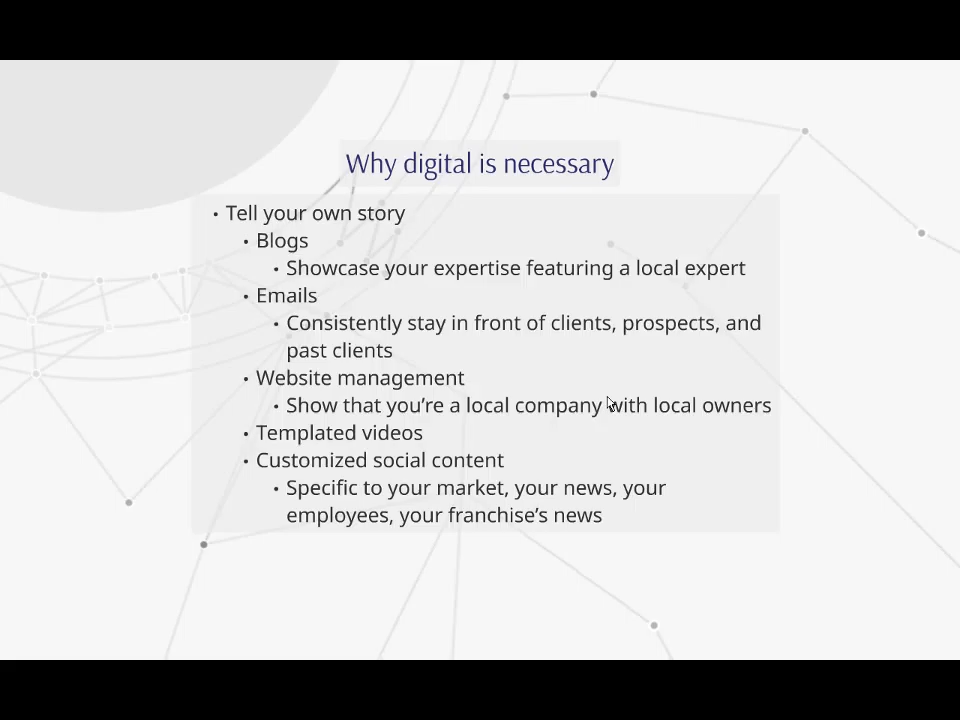 Why digital is necessary
• Tell your own story
• Blogs
• Showcase your expertise featuring a local expert
• Emails
• Consistently stay in front of clients, prospects, and
past clients
• Website management
• Show that you’re a local company with local owners
• Templated videos
• Customized social content
• Specific to your market, your news, your
employees, your franchise’s news